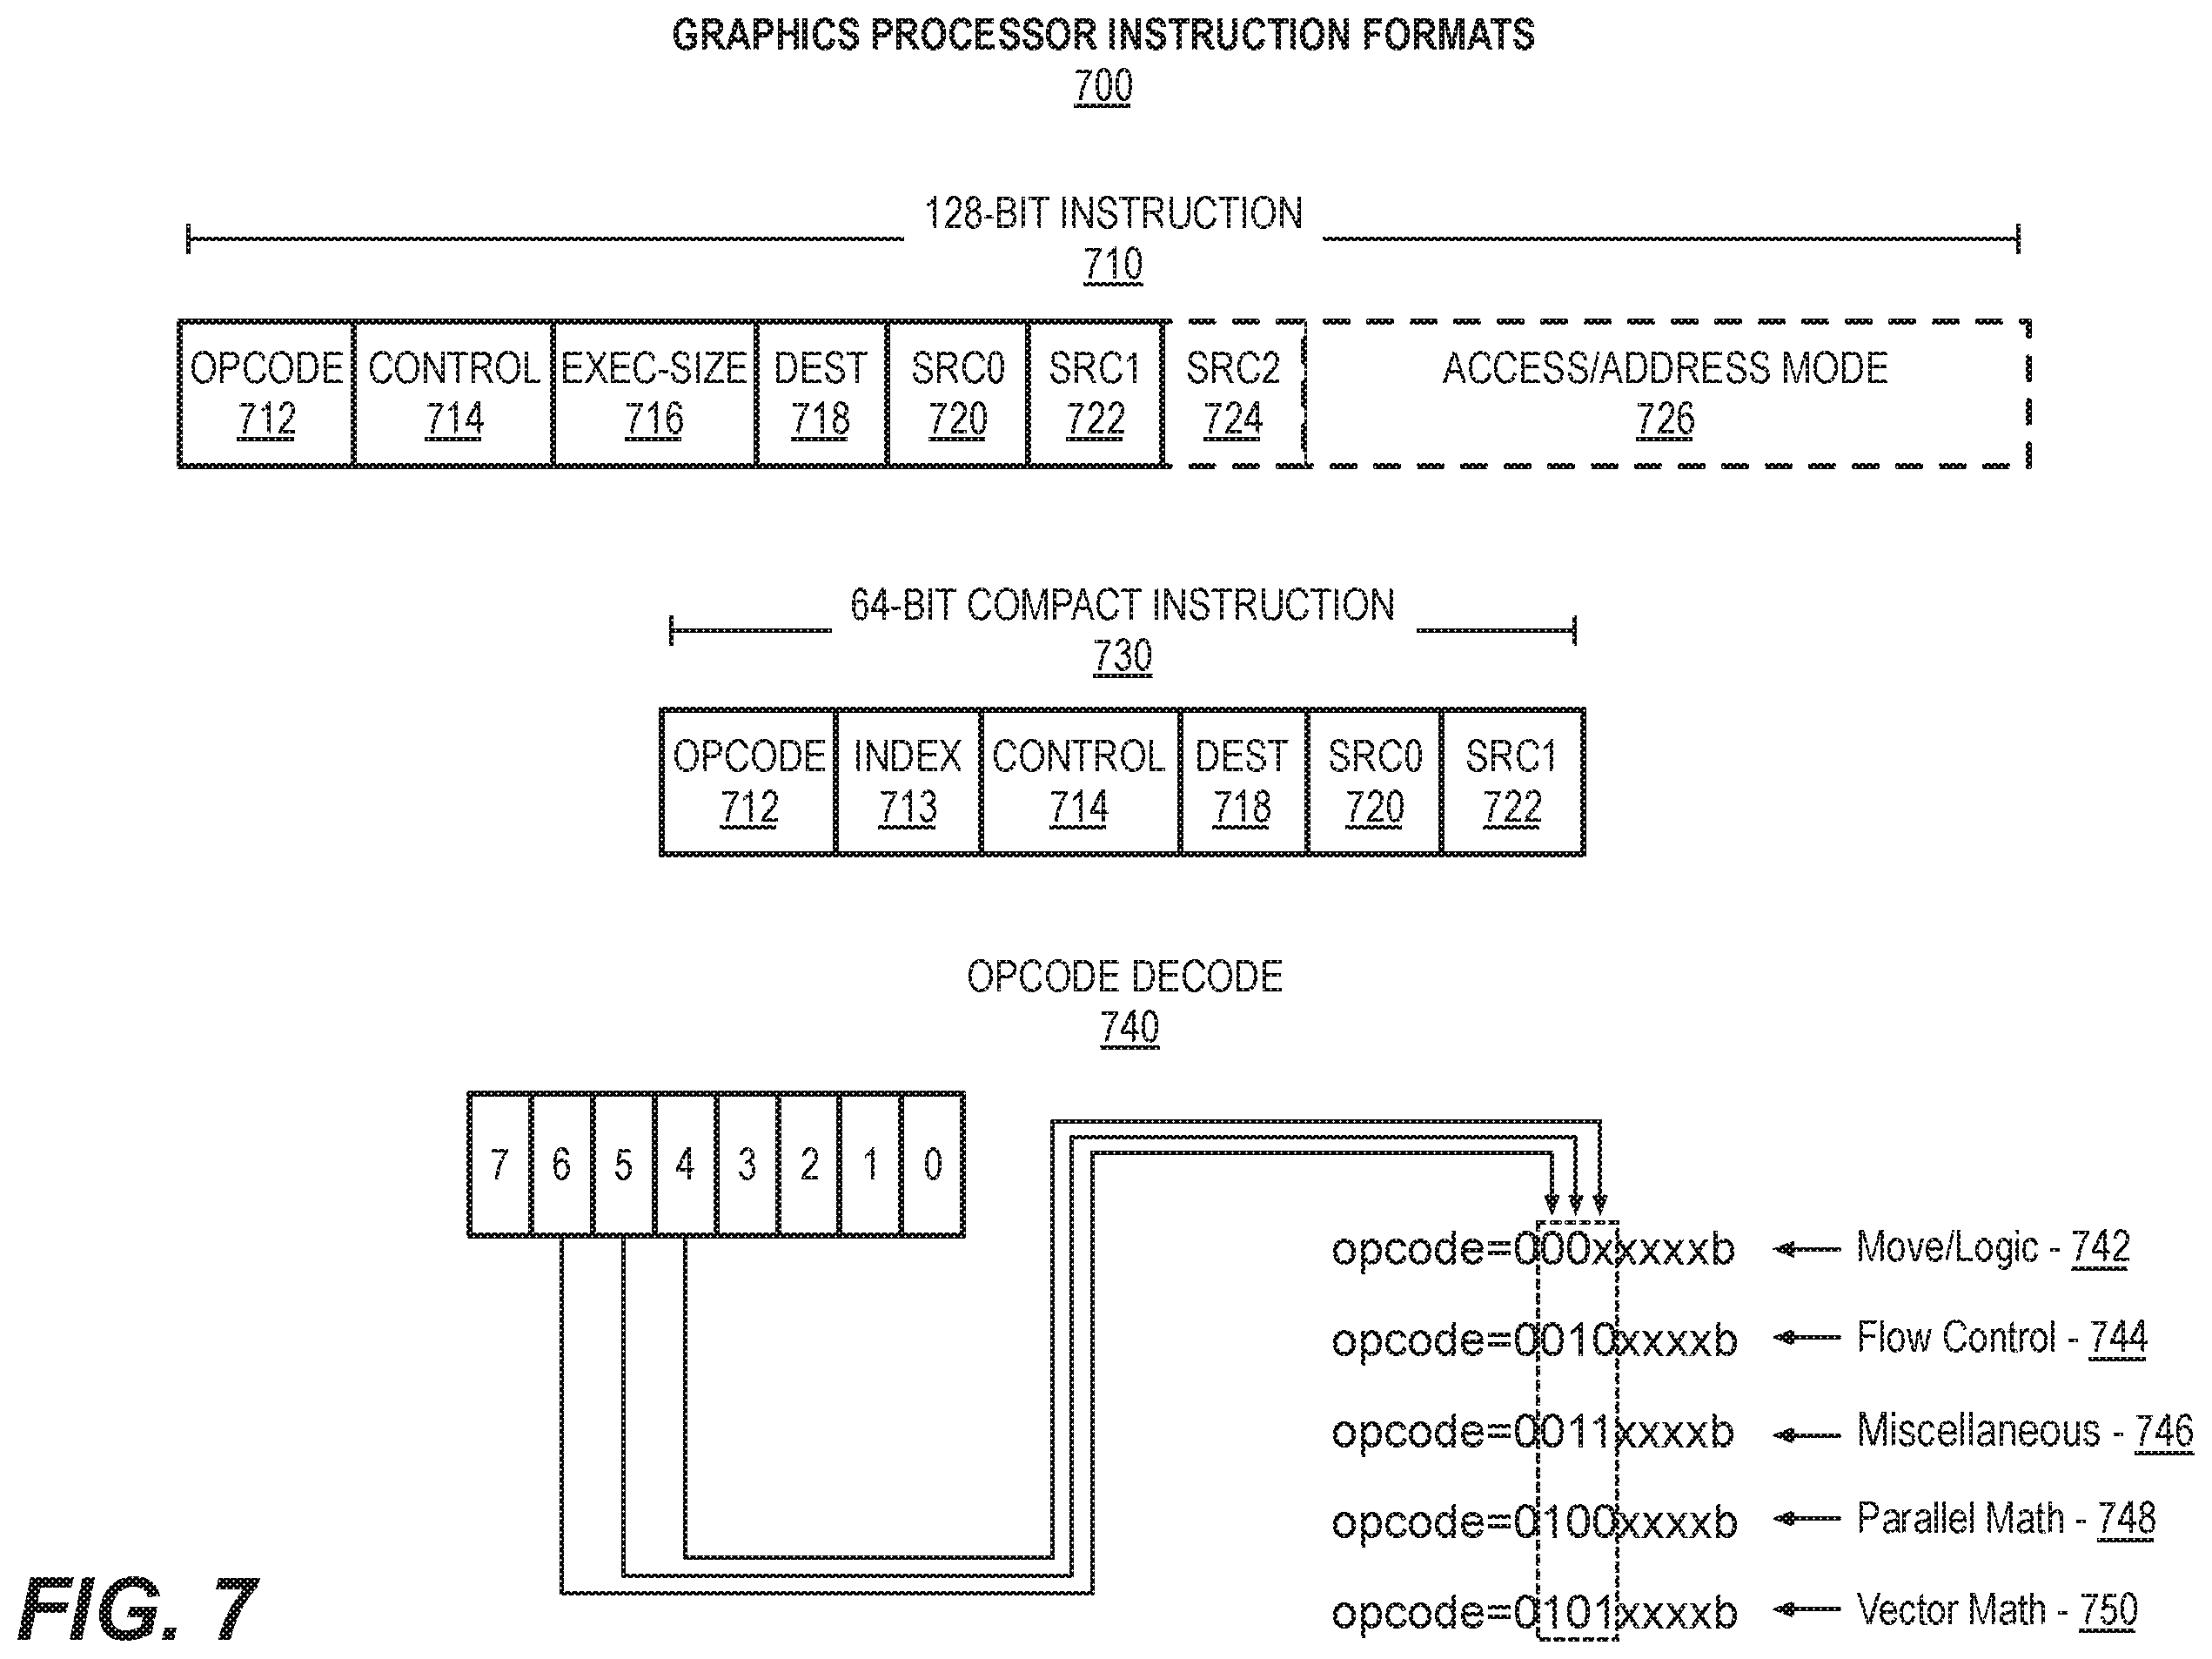 GRAPHICS PROCESSOR INSTRUCTION FORMATS
700
128-BIT INSTRUCTION
710
OPCODE CONTROL EXEC-SIZE DEST SRC0 SRC1 SRC2 ACCESS/ADDRESS MODE
712 714 716 718 720 722 724 726
64-BIT COMPACT INSTRUCTION
730
OPCODE INDEX CONTROL DEST SRC0 SRC1
712 713 714 718 720 722
OPCODE DECODE
740
7 6 5 4 3 2 1 0
opcode=000xxxxxb Move/Logic - 742
opcode=0010xxxxb Flow Control - 744
opcode=0011xxxxb Miscellaneous - 746
opcode=0100xxxxb Parallel Math - 748
opcode=0101xxxxb Vector Math - 750
FIG. 7